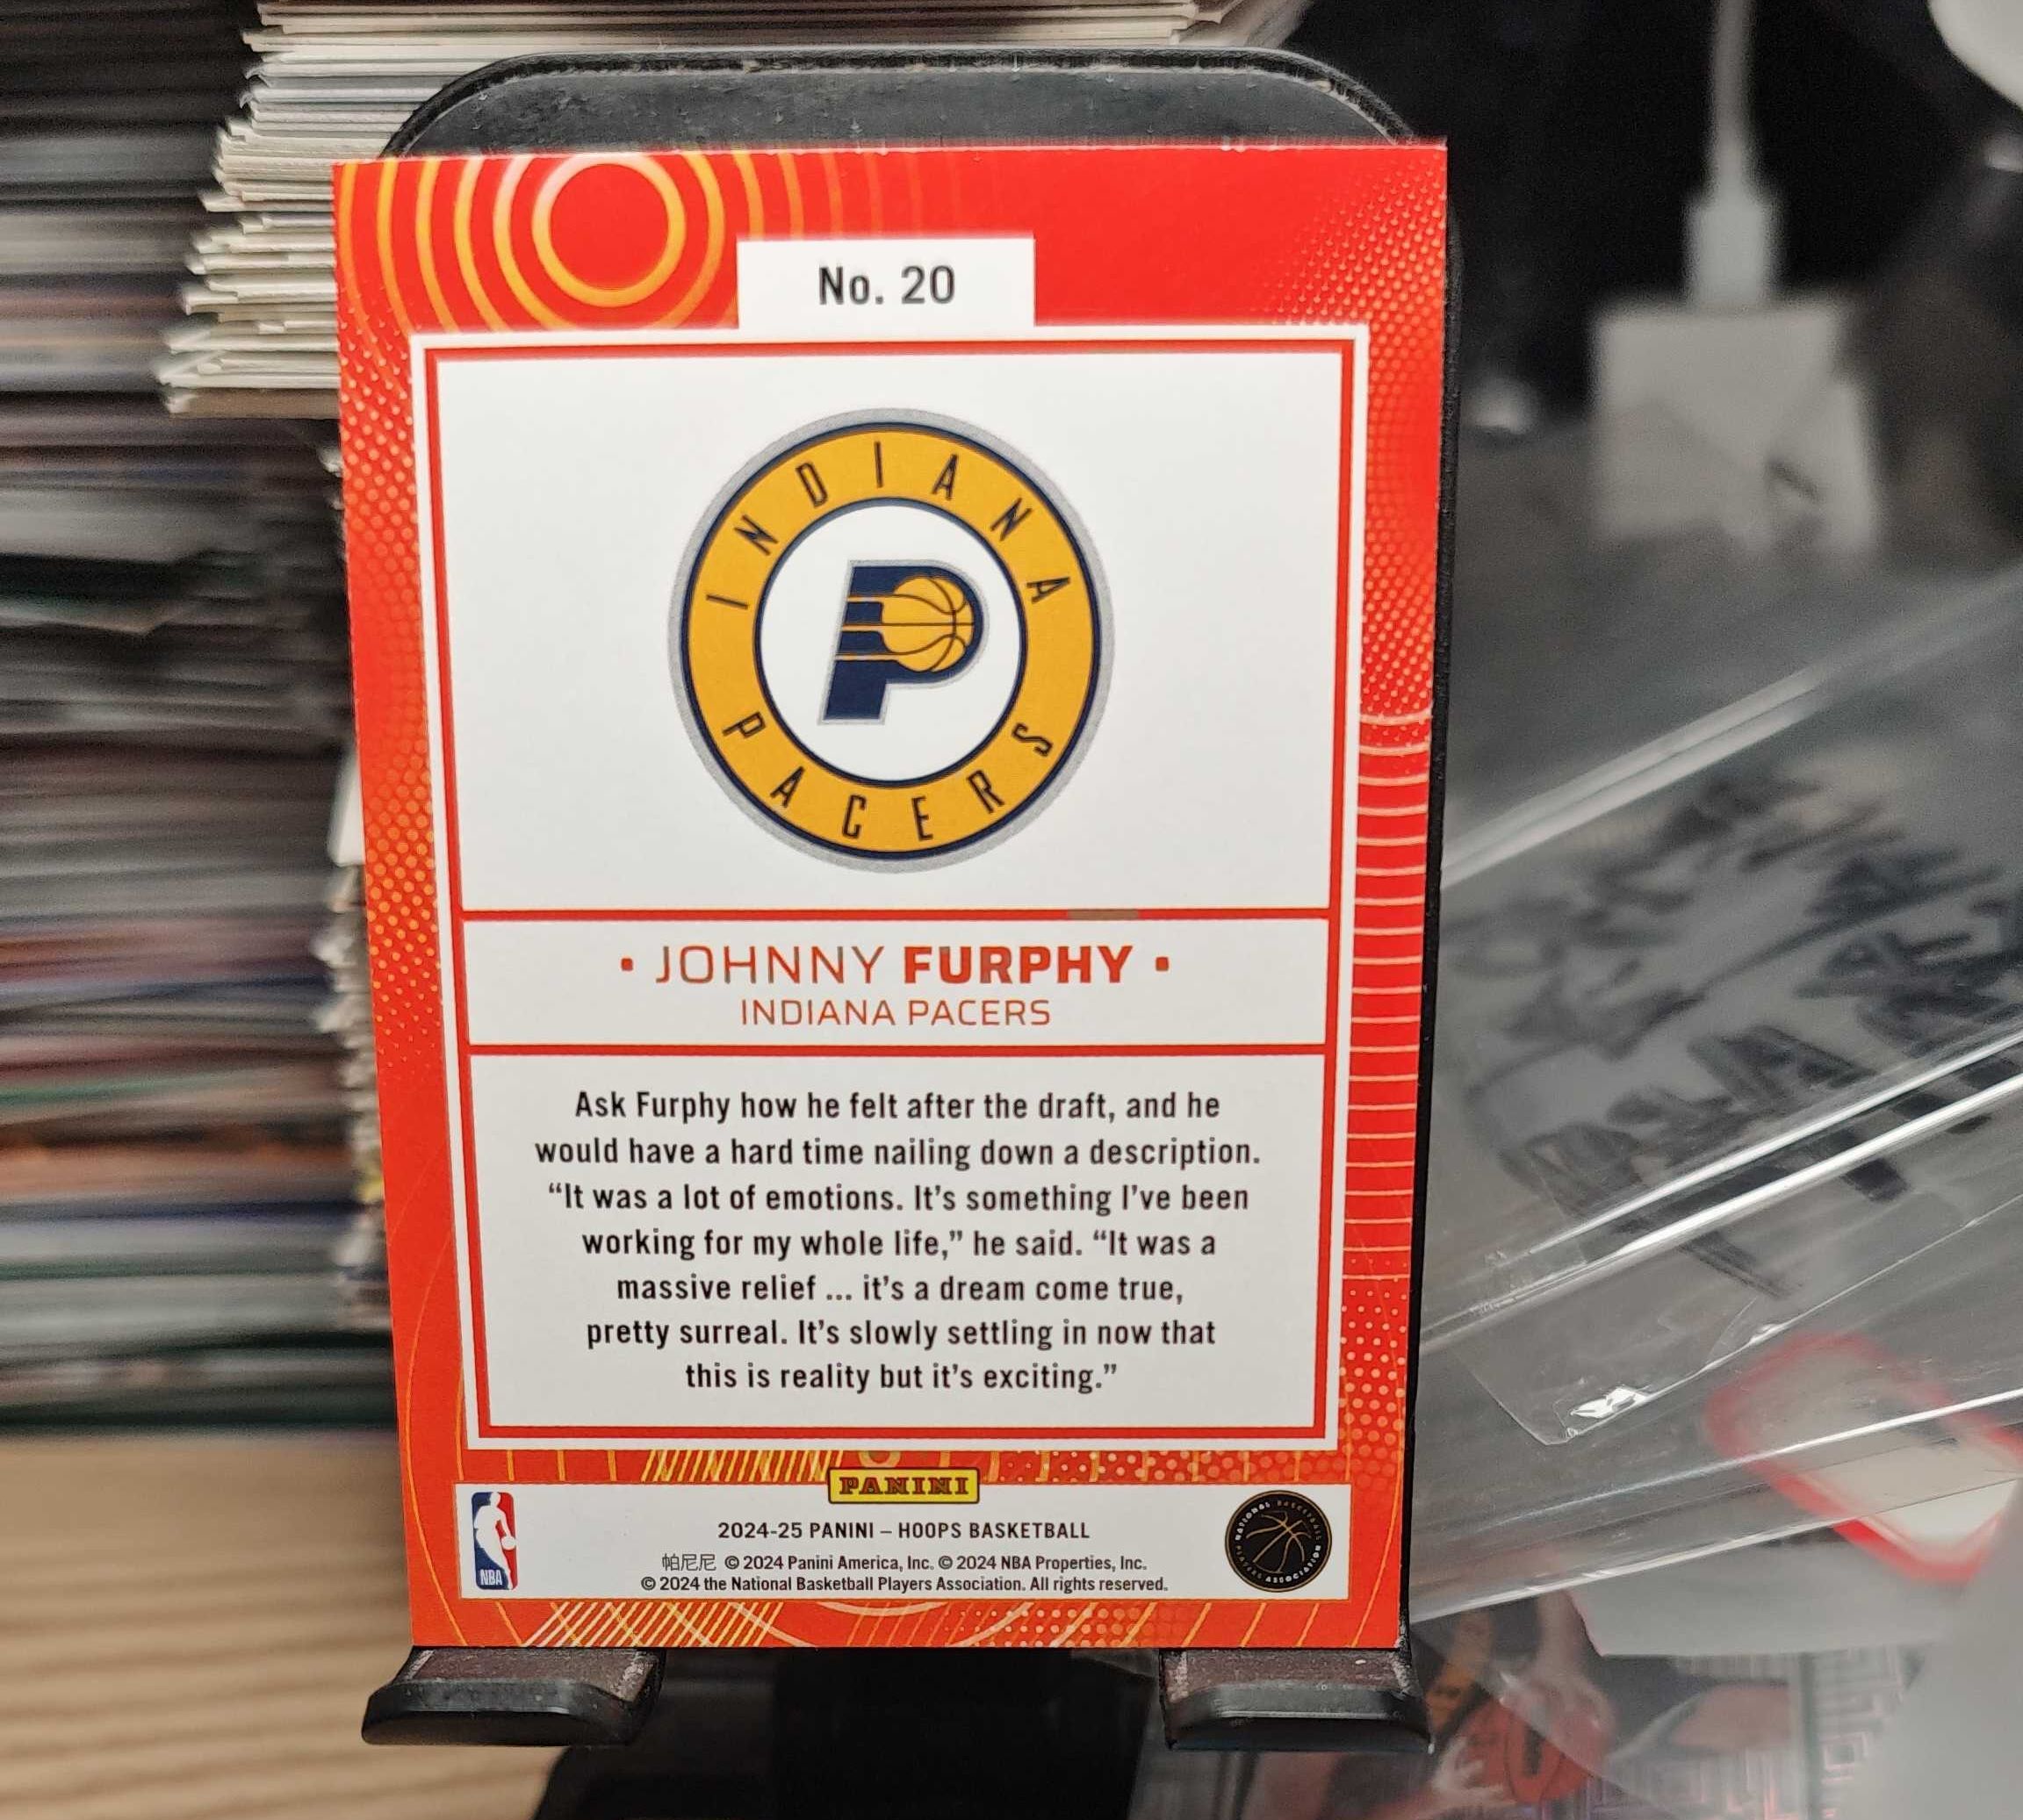 No. 20
INDIANA
PACERS
• JOHNNY FURPHY •
INDIANA PACERS
Ask Furphy how he felt after the draft, and he
would have a hard time nailing down a description.
“It was a lot of emotions. It’s something I’ve been
working for my whole life,” he said. “It was a
massive relief ... it’s a dream come true,
pretty surreal. It’s slowly settling in now that
this is reality but it’s exciting.”
PANINI
2024-25 PANINI – HOOPS BASKETBALL
帕尼尼 © 2024 Panini America, Inc. © 2024 NBA Properties, Inc.
© 2024 the National Basketball Players Association. All rights reserved.
NBA
NATIONAL BASKETBALL
PLAYERS ASSOCIATION